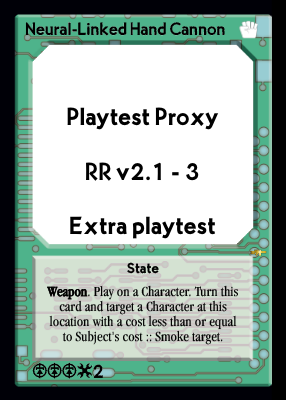 Neural-Linked Hand Cannon
Playtest Proxy
RR v2.1 - 3
Extra playtest
State
Weapon. Play on a Character. Turn this
card and target a Character at this
location with a cost less than or equal
to Subject's cost :: Smoke target.
2